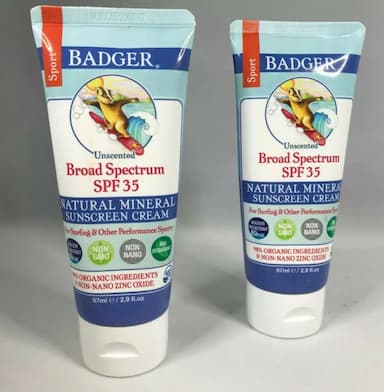 Sport
BADGER®
Unscented
Broad Spectrum
SPF 35
NATURAL MINERAL
SUNSCREEN CREAM
For Surfing & Other Performance Sports
NON
GMO
NON
NANO
98% ORGANIC INGREDIENTS
& NON-NANO ZINC OXIDE
87ml ℮ / 2.9 fl.oz
Sport
BADGER
Unscented
Broad Spectrum
SPF 35
NATURAL MINERAL
SUNSCREEN CREAM
For Surfing & Other Performance Sports
WATER
RESISTANT
NON
GMO
NON
NANO
98% ORGANIC INGREDIENTS
& NON-NANO ZINC OXIDE
87ml ℮ / 2.9 fl.oz